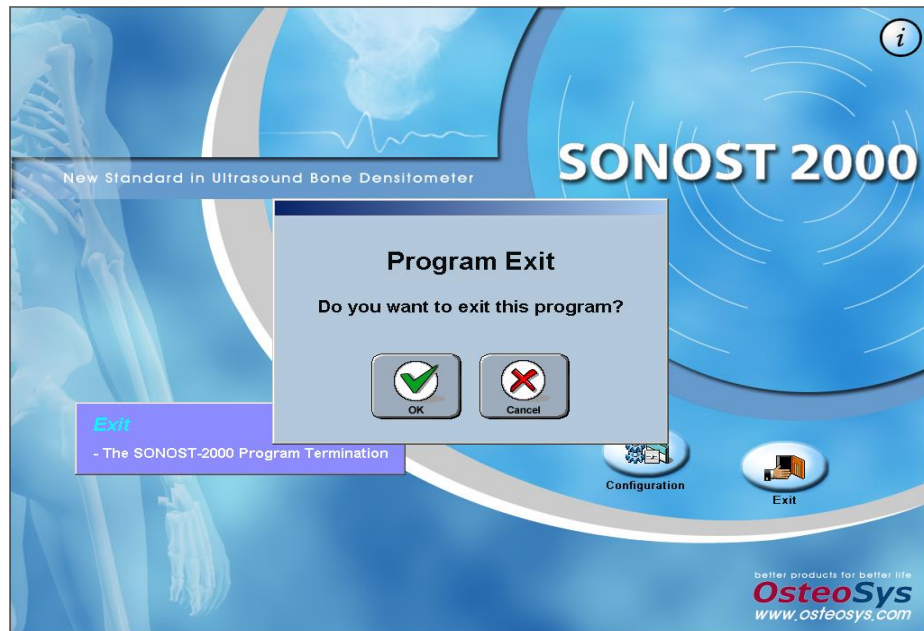 i
SONOST 2000
New Standard in Ultrasound Bone Densitometer
Program Exit
Do you want to exit this program?
OK
Cancel
Exit
- The SONOST-2000 Program Termination
Configuration
Exit
better products for better life
OsteoSys
www.osteosys.com